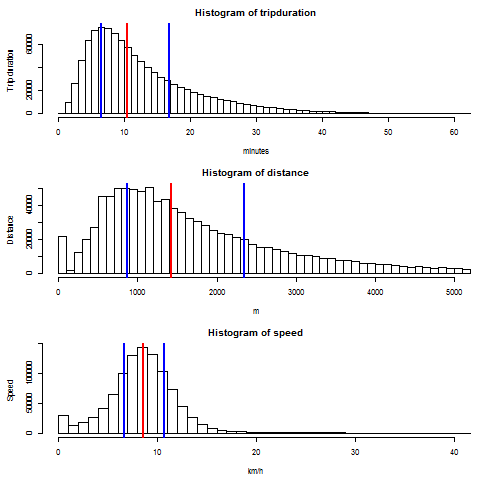 Histogram of tripduration
Trip duration
20000 60000
0 10 20 30 40 50 60
minutes
Histogram of distance
Distance
0 20000 40000
0 1000 2000 3000 4000 5000
m
Histogram of speed
Speed
0 50000 100000
0 10 20 30 40
km/h